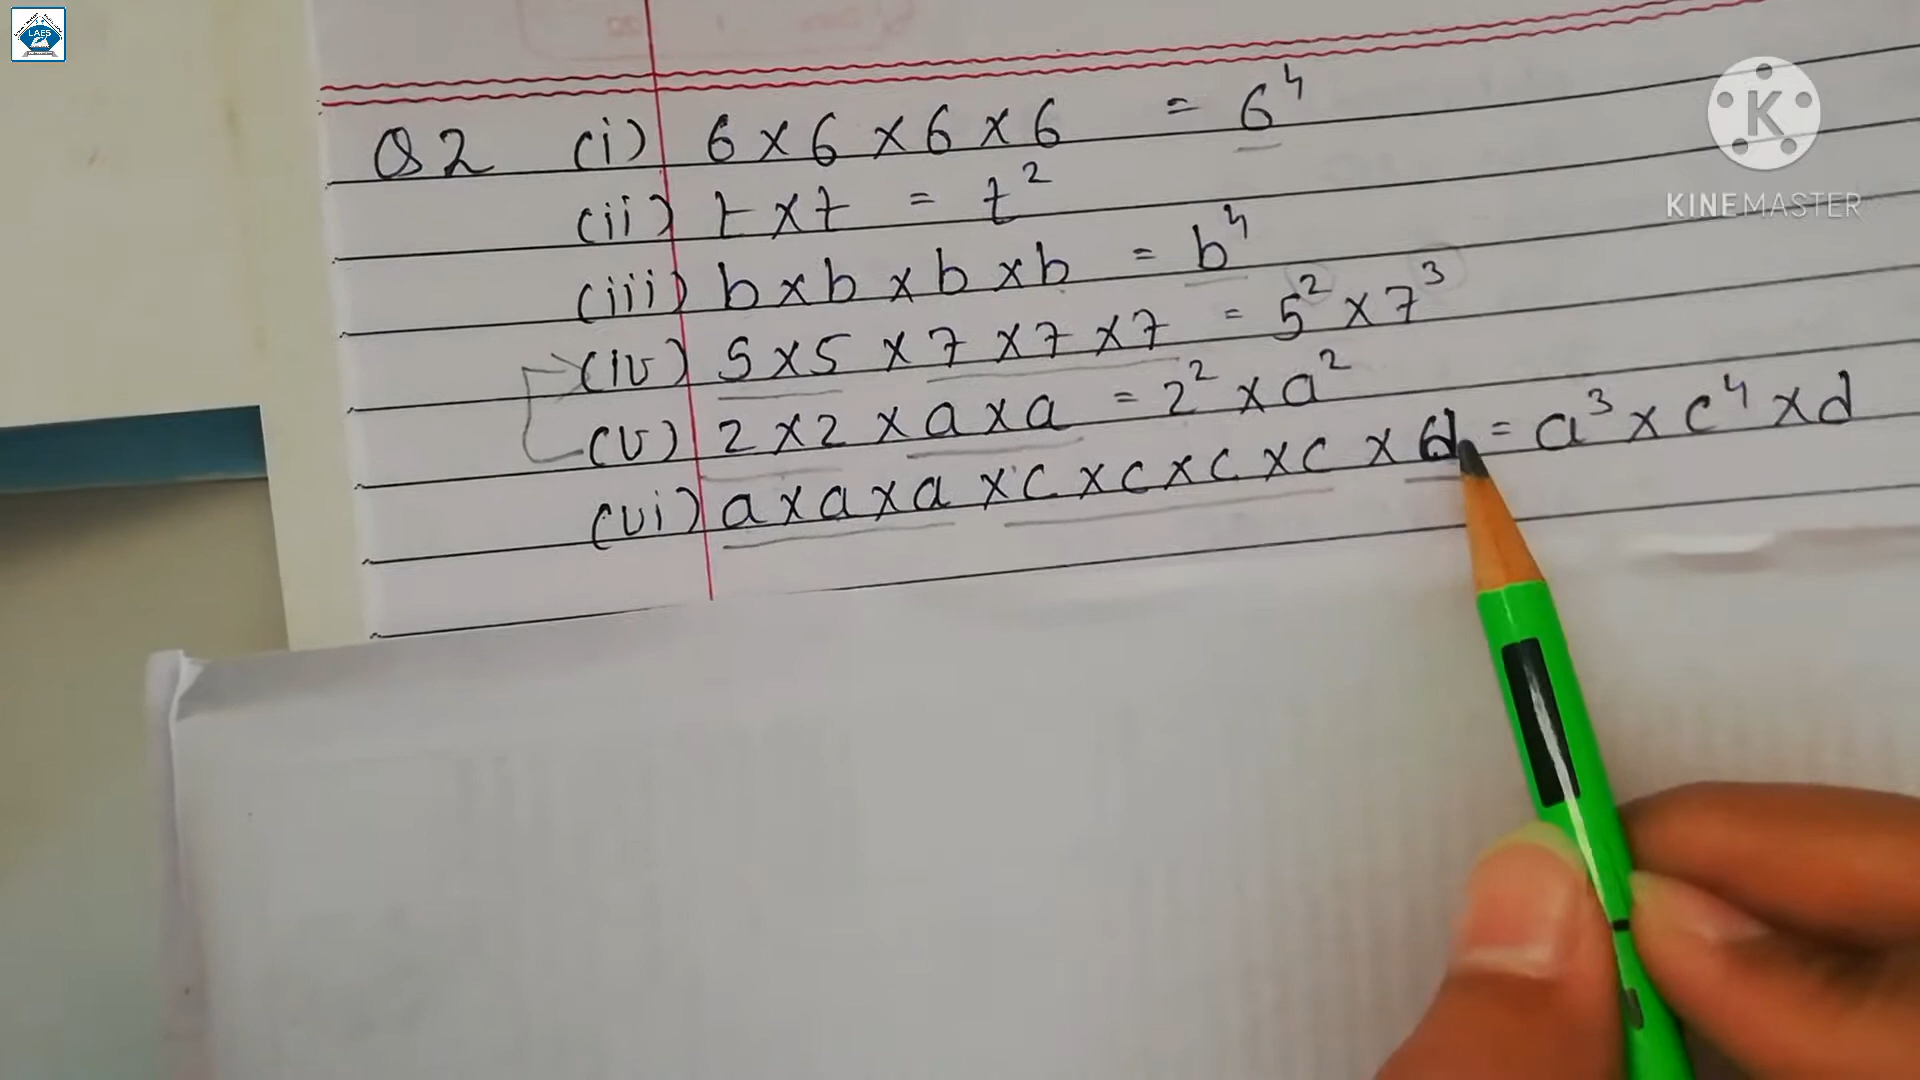 LAES
K
KINEMASTER
Q2 (i) 6 × 6 × 6 × 6 = 6⁴
(ii) t × t = t²
(iii) b × b × b × b = b⁴
(iv) 5 × 5 × 7 × 7 × 7 = 5² × 7³
(v) 2 × 2 × a × a = 2² × a²
(vi) a × a × a × c × c × c × c × d = a³ × c⁴ × d